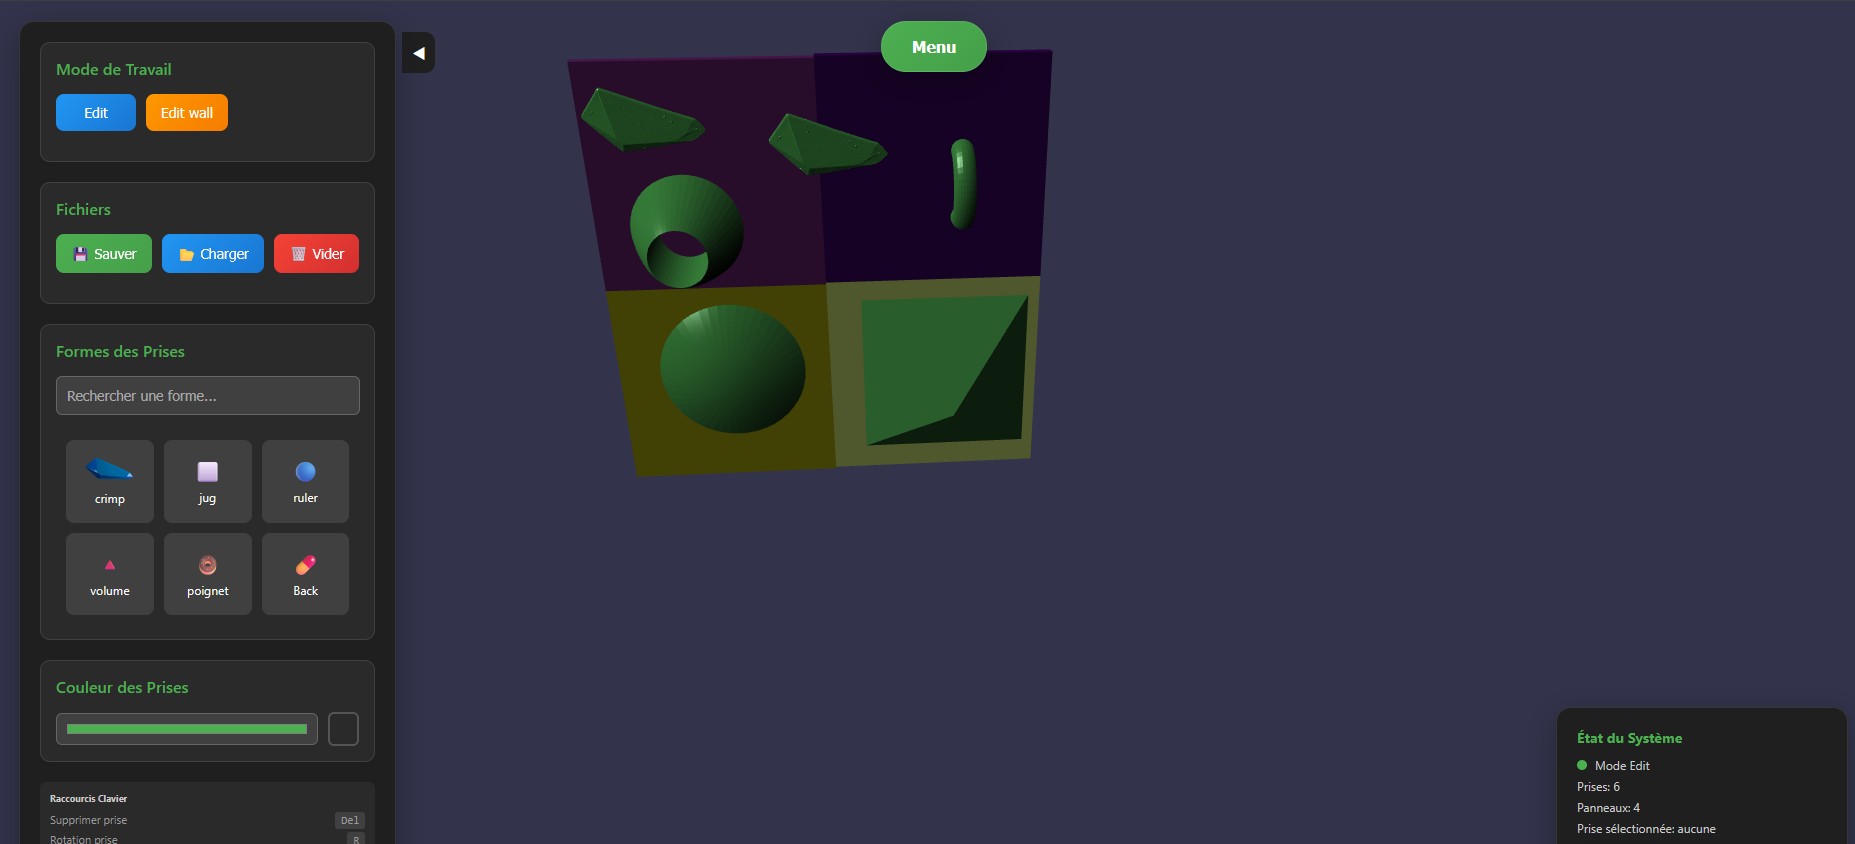 Mode de Travail
Edit
Edit wall
Menu
Fichiers
Sauver
Charger
Vider
Formes des Prises
Rechercher une forme...
crimp
jug
ruler
volume
poignet
Back
Couleur des Prises
Raccourcis Clavier
Supprimer prise Del
Rotation prise R
État du Système
Mode Edit
Prises: 6
Panneaux: 4
Prise sélectionnée: aucune